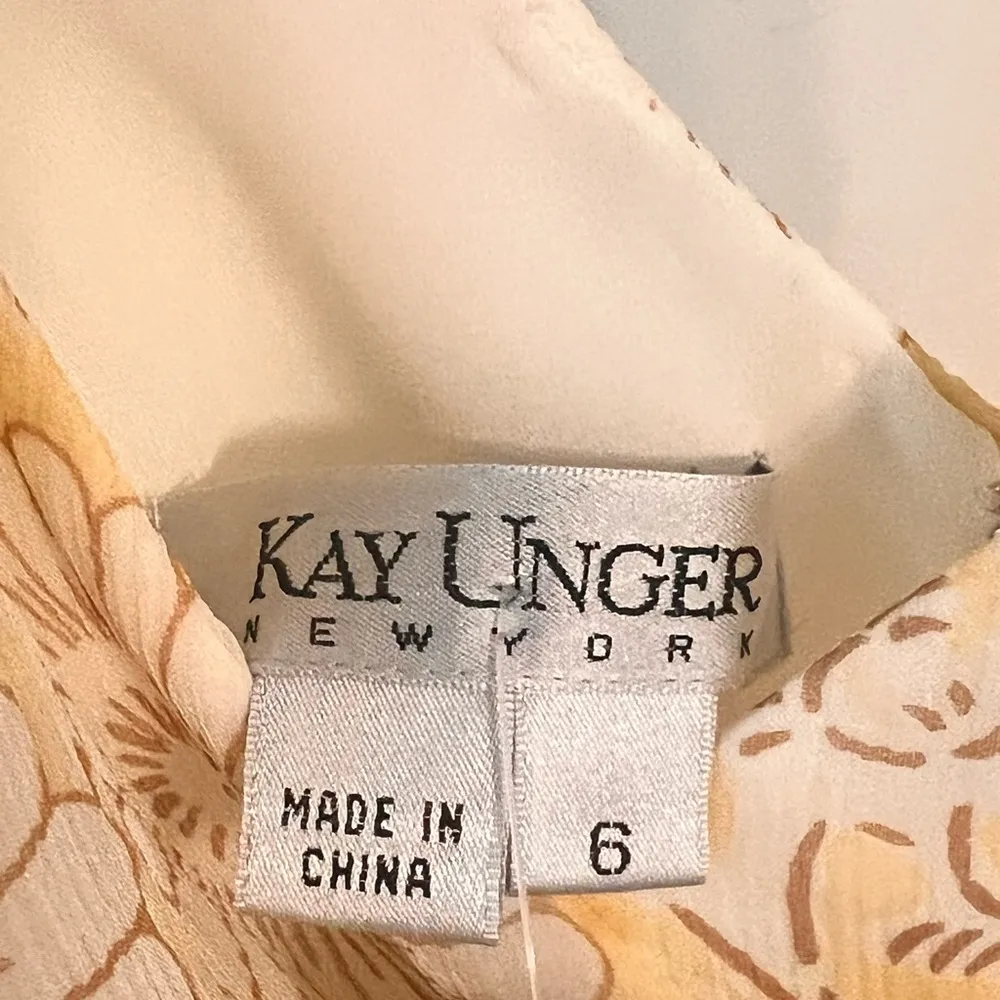 KAY UNGER
NEW YORK
MADE IN
CHINA
6